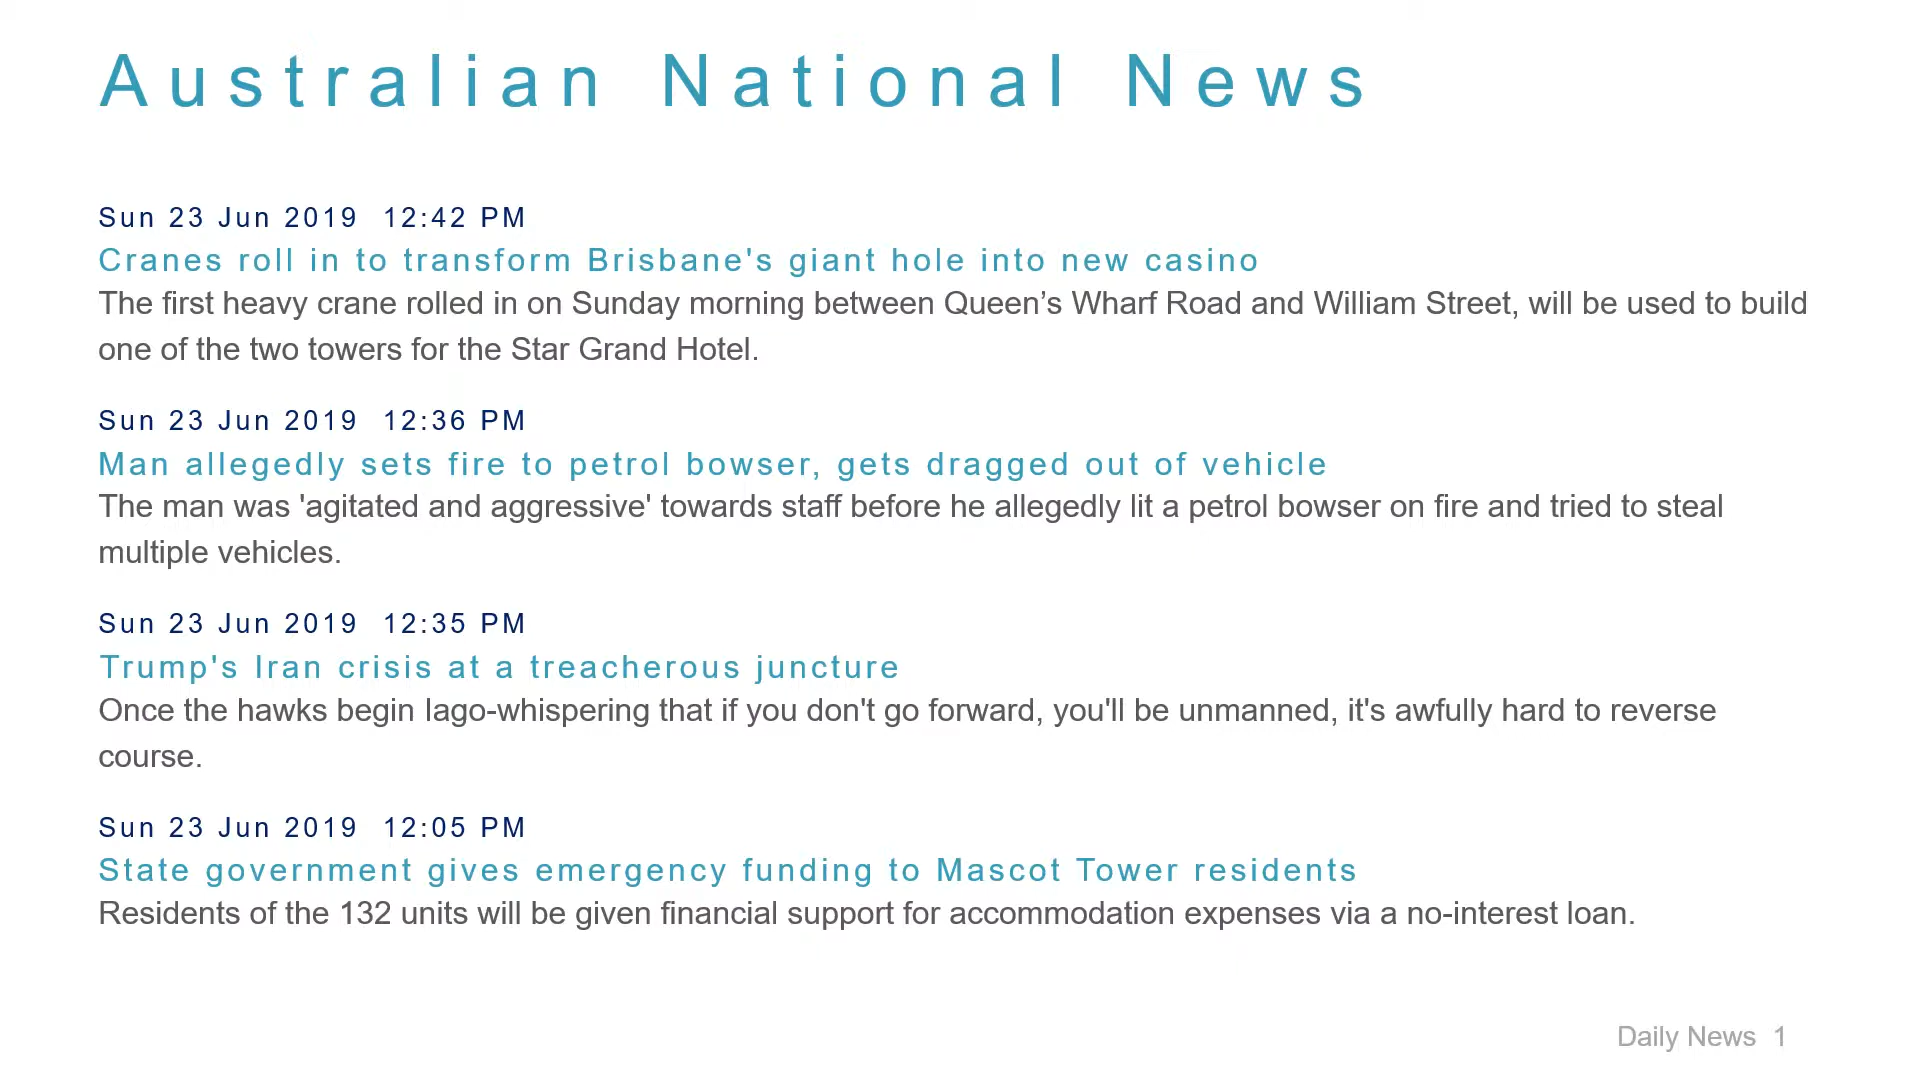 Australian National News
Sun 23 Jun 2019 12:42 PM
Cranes roll in to transform Brisbane's giant hole into new casino
The first heavy crane rolled in on Sunday morning between Queen’s Wharf Road and William Street, will be used to build
one of the two towers for the Star Grand Hotel.
Sun 23 Jun 2019 12:36 PM
Man allegedly sets fire to petrol bowser, gets dragged out of vehicle
The man was 'agitated and aggressive' towards staff before he allegedly lit a petrol bowser on fire and tried to steal
multiple vehicles.
Sun 23 Jun 2019 12:35 PM
Trump's Iran crisis at a treacherous juncture
Once the hawks begin Iago-whispering that if you don't go forward, you'll be unmanned, it's awfully hard to reverse
course.
Sun 23 Jun 2019 12:05 PM
State government gives emergency funding to Mascot Tower residents
Residents of the 132 units will be given financial support for accommodation expenses via a no-interest loan.
Daily News 1